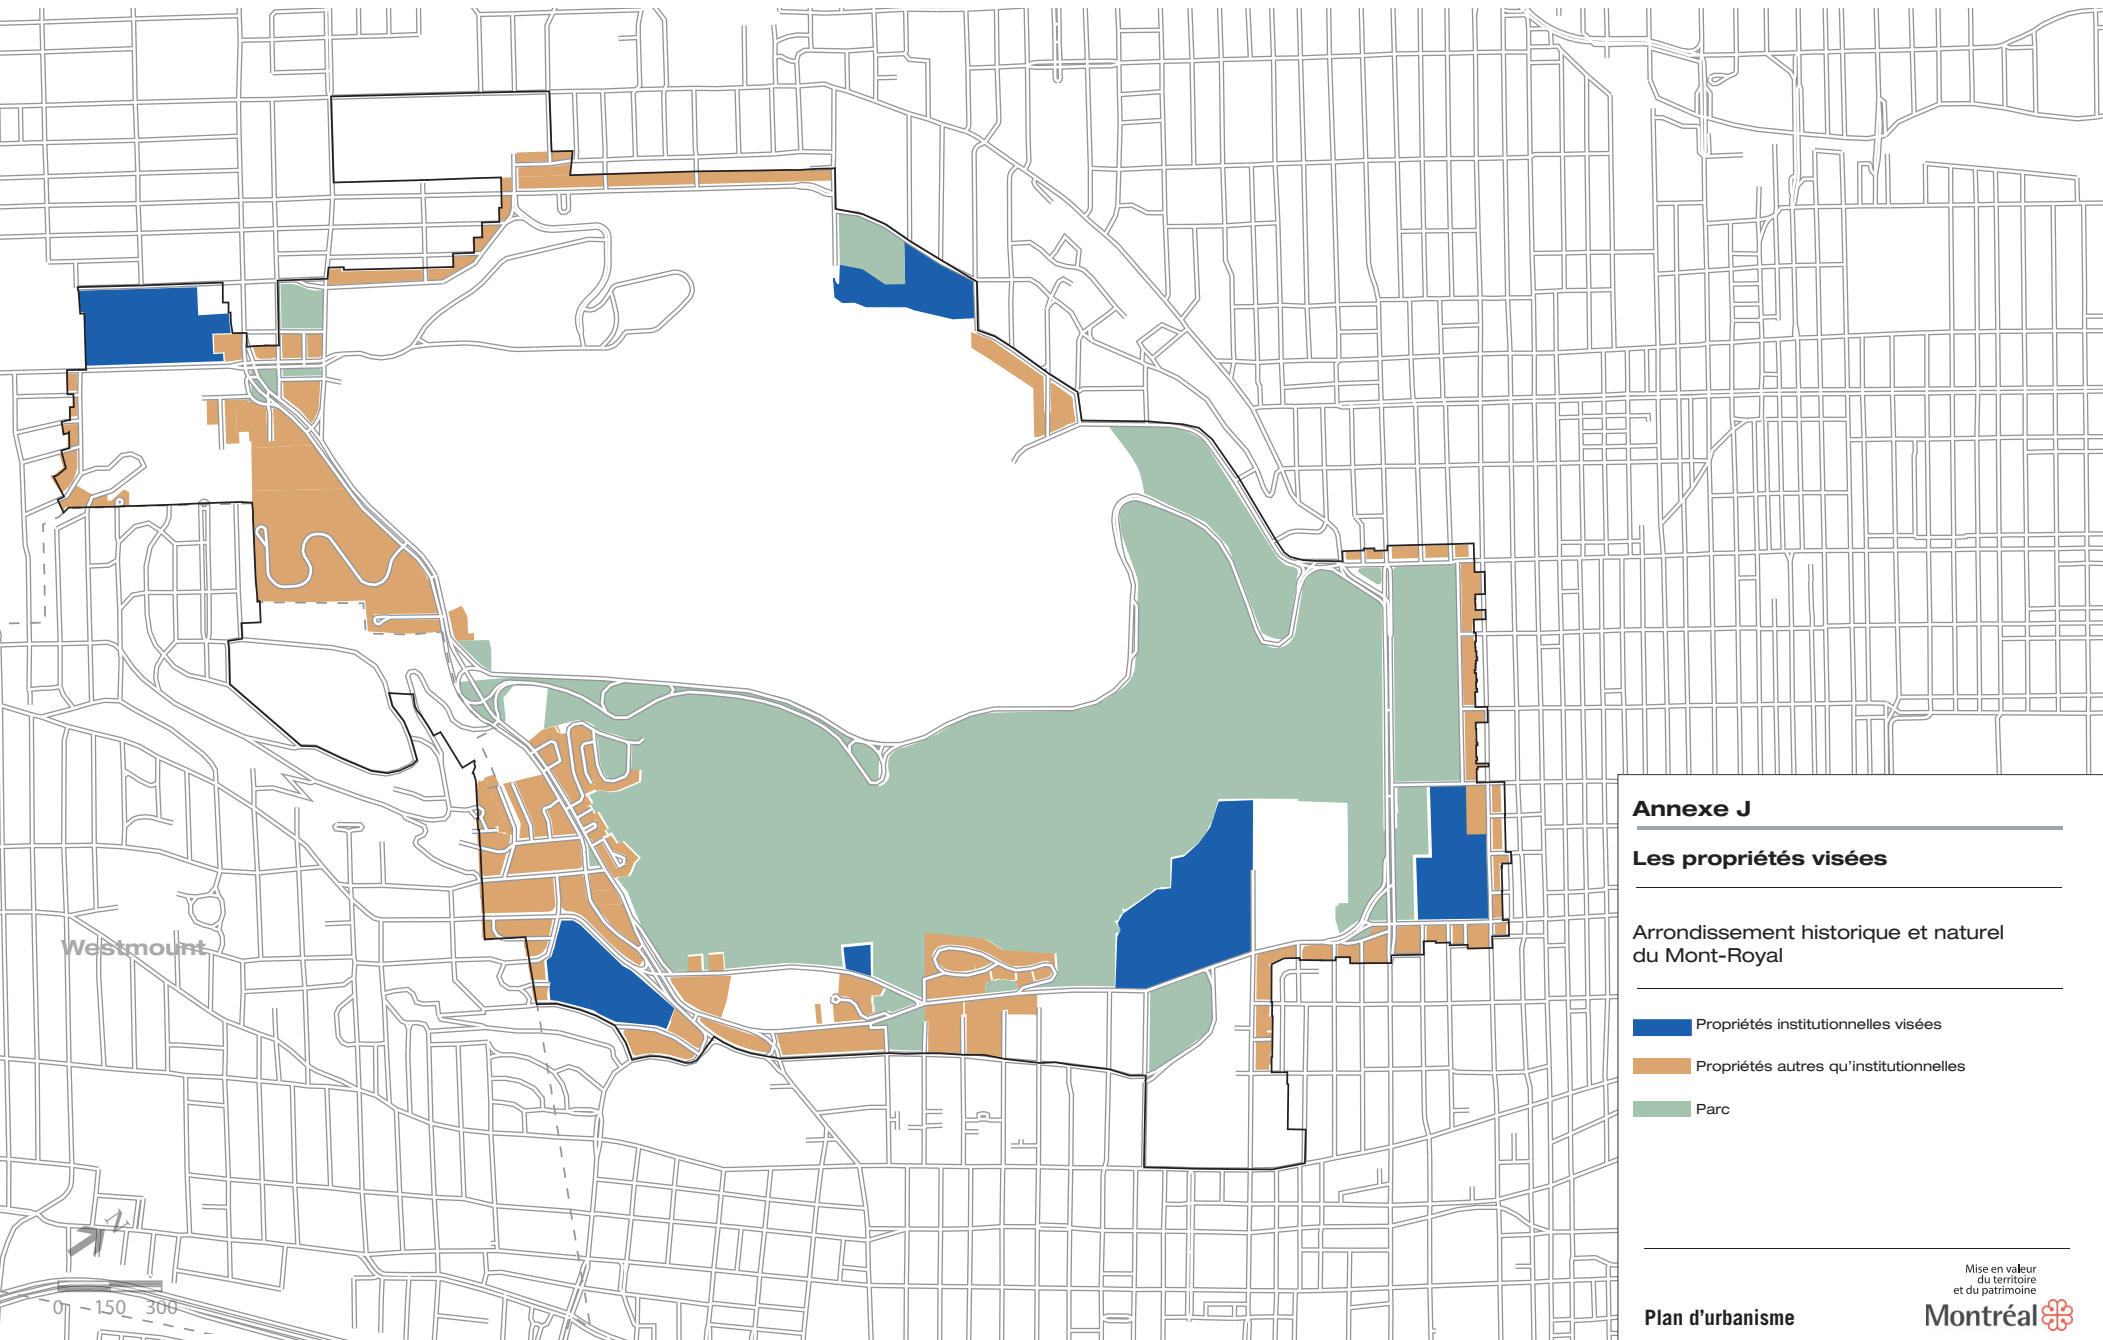 Westmount
N
0 150 300
Annexe J
Les propriétés visées
Arrondissement historique et naturel
du Mont-Royal
Propriétés institutionnelles visées
Propriétés autres qu'institutionnelles
Parc
Plan d'urbanisme
Mise en valeur
du territoire
et du patrimoine
Montréal